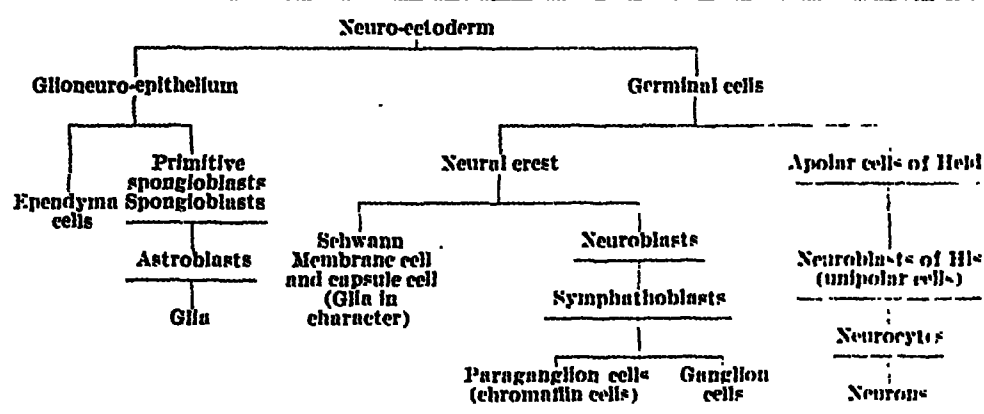 Neuro-ectoderm
Glioneuro-epithelium
Germinal cells
Ependyma
cells
Primitive
spongioblasts
Spongioblasts
Astroblasts
Glia
Neural crest
Schwann
Membrane cell
and capsule cell
(Glia in
character)
Neuroblasts
Symphathoblasts
Paraganglion cells
(chromaffin cells)
Ganglion
cells
Apolar cells of Held
Neuroblasts of His
(unipolar cells)
Neurocytes
Neurons